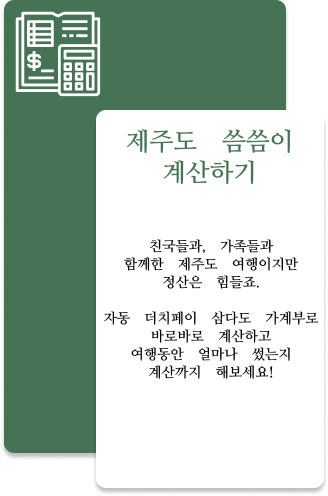 $
제주도 씀씀이
계산하기
친국들과, 가족들과
함께한 제주도 여행이지만
정산은 힘들죠.
자동 더치페이 삼다도 가계부로
바로바로 계산하고
여행동안 얼마나 썼는지
계산까지 해보세요!